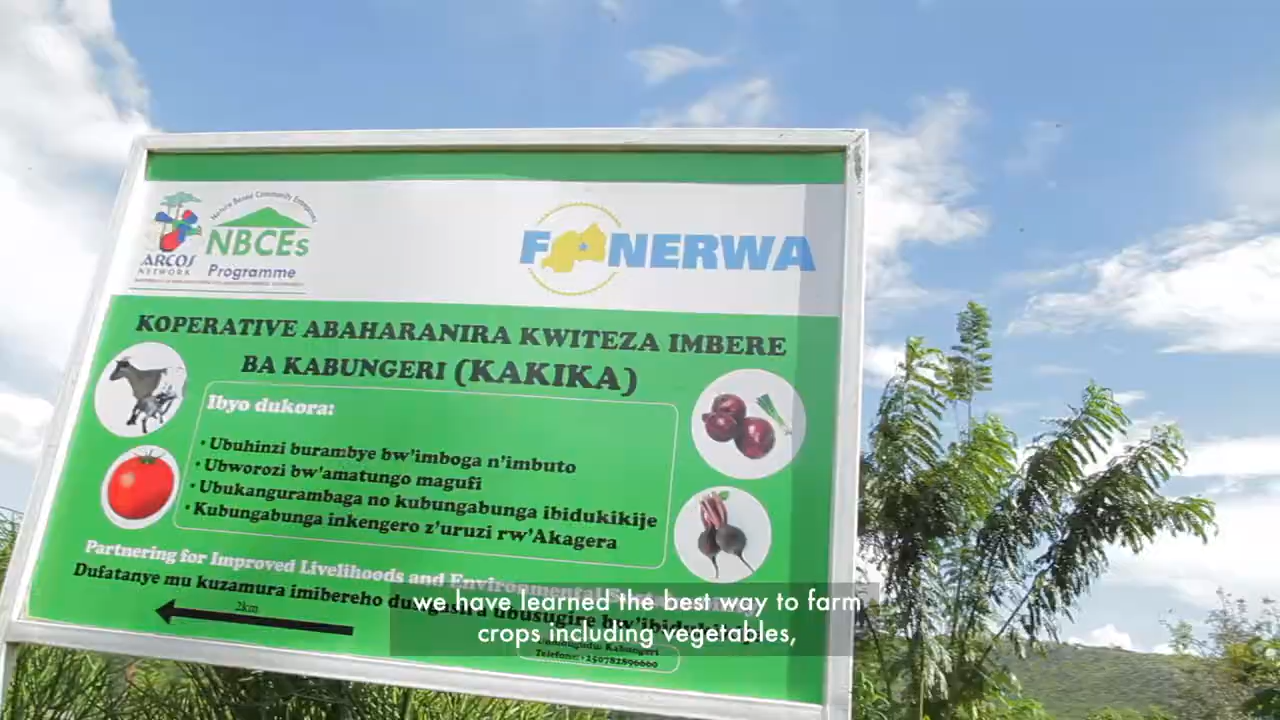 Nature Based Community Enterprises
ARCOS
NETWORK
NBCEs
Programme
FONERWA
KOPERATIVE ABAHARANIRA KWITEZA IMBERE
BA KABUNGERI (KAKIKA)
Ibyo dukora:
• Ubuhinzi burambye bw'imboga n'imbuto
• Ubworozi bw'amatungo magufi
• Ubukangurambaga no kubungabunga ibidukikije
• Kubungabunga inkengero z'uruzi rw'Akagera
Partnering for Improved Livelihoods and Environmental
Dufatanye mu kuzamura imibereho ubusugire bw'ibidukikije
2km
Kabungeri
Telefone:+250782896660
we have learned the best way to farm
crops including vegetables,